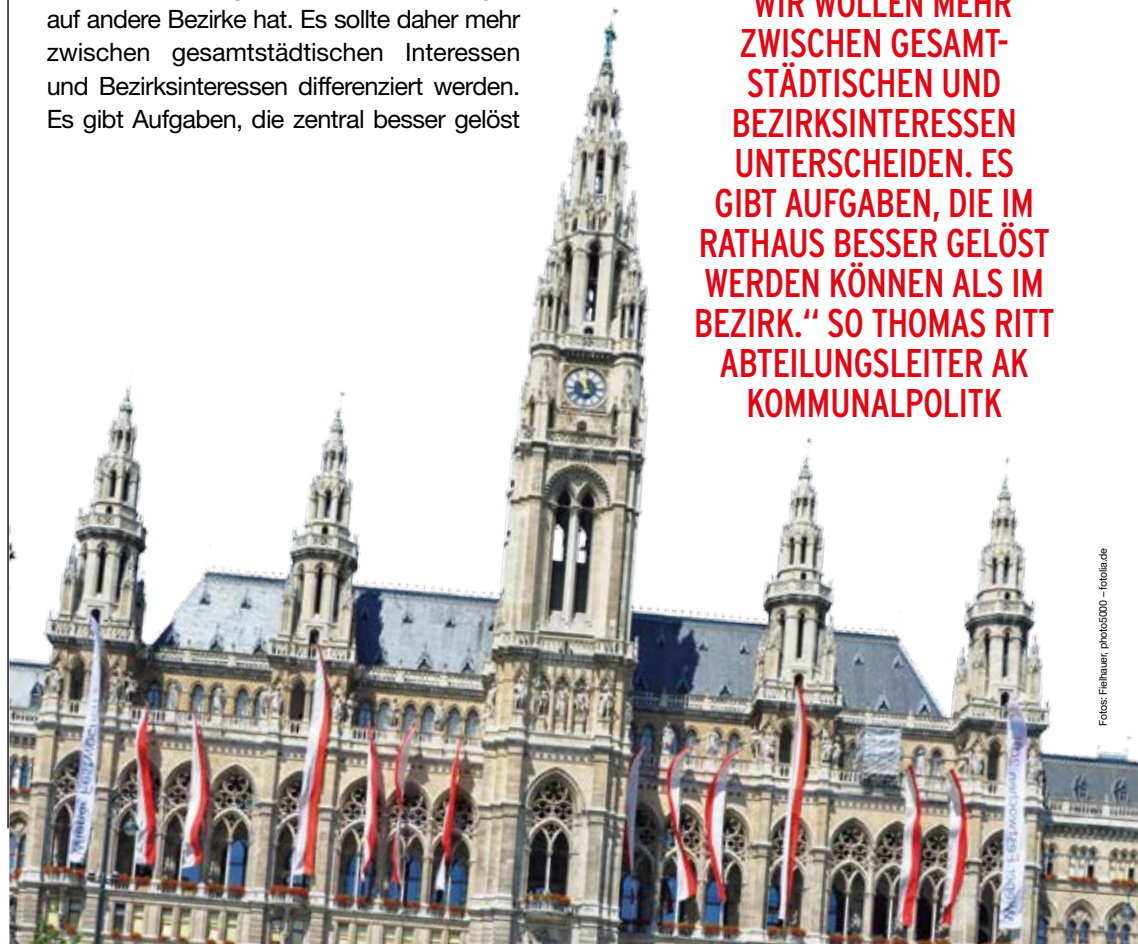 auf andere Bezirke hat. Es sollte daher mehr
zwischen gesamtstädtischen Interessen
und Bezirksinteressen differenziert werden.
Es gibt Aufgaben, die zentral besser gelöst
WIR WOLLEN MEHR
ZWISCHEN GESAMT-
STÄDTISCHEN UND
BEZIRKSINTERESSEN
UNTERSCHEIDEN. ES
GIBT AUFGABEN, DIE IM
RATHAUS BESSER GELÖST
WERDEN KÖNNEN ALS IM
BEZIRK.“ SO THOMAS RITT
ABTEILUNGSLEITER AK
KOMMUNALPOLITK
Fotos: Fielhauer, photo5000 – fotolia.de